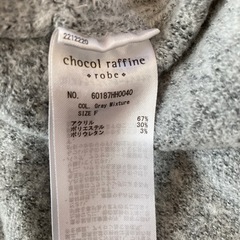 2212220
chocol raffine
robe
NO. 60187HH0040
COL. Gray Mixture
SIZE F
アクリル 67%
ポリエステル 30%
ポリウレタン 3%